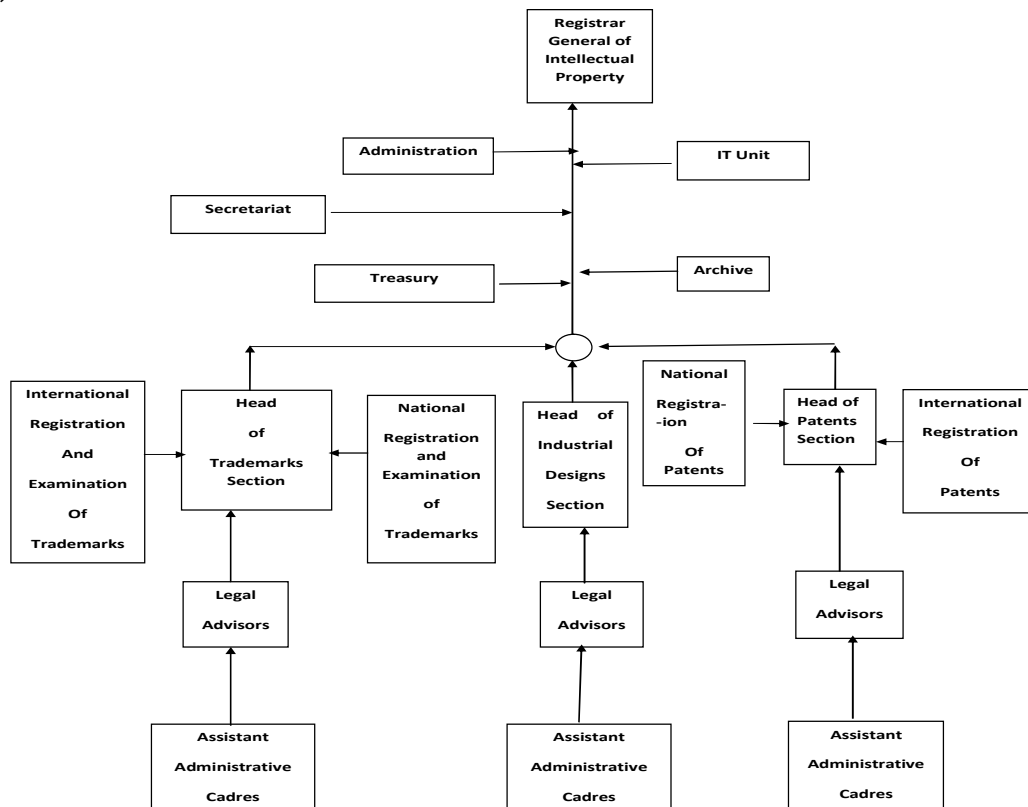 Registrar
General of
Intellectual
Property
Administration
IT Unit
Secretariat
Treasury
Archive
International
Registration
And
Examination
Of
Trademarks
Head
of
Trademarks
Section
National
Registration
and
Examination
of
Trademarks
Head of
Industrial
Designs
Section
National
Registra-
-ion
Of
Patents
Head of
Patents
Section
International
Registration
Of
Patents
Legal
Advisors
Legal
Advisors
Legal
Advisors
Assistant
Administrative
Cadres
Assistant
Administrative
Cadres
Assistant
Administrative
Cadres